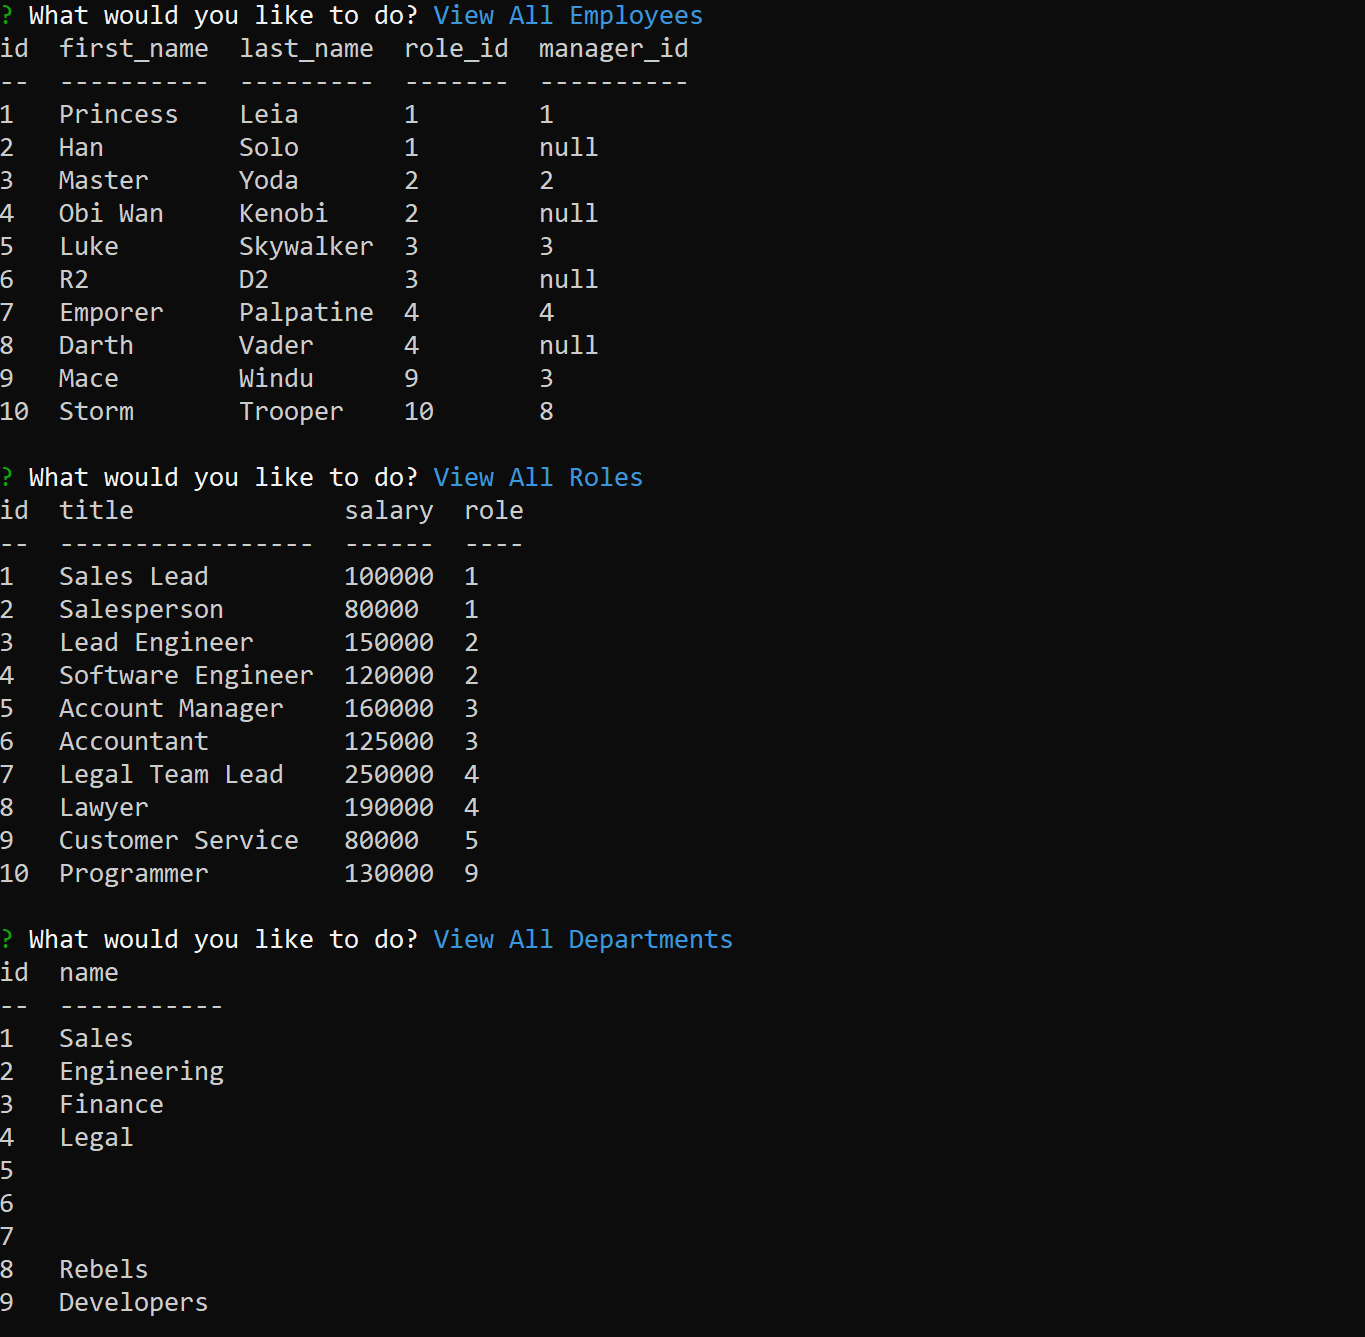 ? What would you like to do? View All Employees
id  first_name  last_name  role_id  manager_id
--  ----------  ---------  -------  ----------
1   Princess    Leia       1        1
2   Han         Solo       1        null
3   Master      Yoda       2        2
4   Obi Wan     Kenobi     2        null
5   Luke        Skywalker  3        3
6   R2          D2         3        null
7   Emporer     Palpatine  4        4
8   Darth       Vader      4        null
9   Mace        Windu      9        3
10  Storm       Trooper    10       8

? What would you like to do? View All Roles
id  title              salary  role
--  -----------------  ------  ----
1   Sales Lead         100000  1
2   Salesperson        80000   1
3   Lead Engineer      150000  2
4   Software Engineer  120000  2
5   Account Manager    160000  3
6   Accountant         125000  3
7   Legal Team Lead    250000  4
8   Lawyer             190000  4
9   Customer Service   80000   5
10  Programmer         130000  9

? What would you like to do? View All Departments
id  name
--  -----------
1   Sales
2   Engineering
3   Finance
4   Legal
5
6
7
8   Rebels
9   Developers